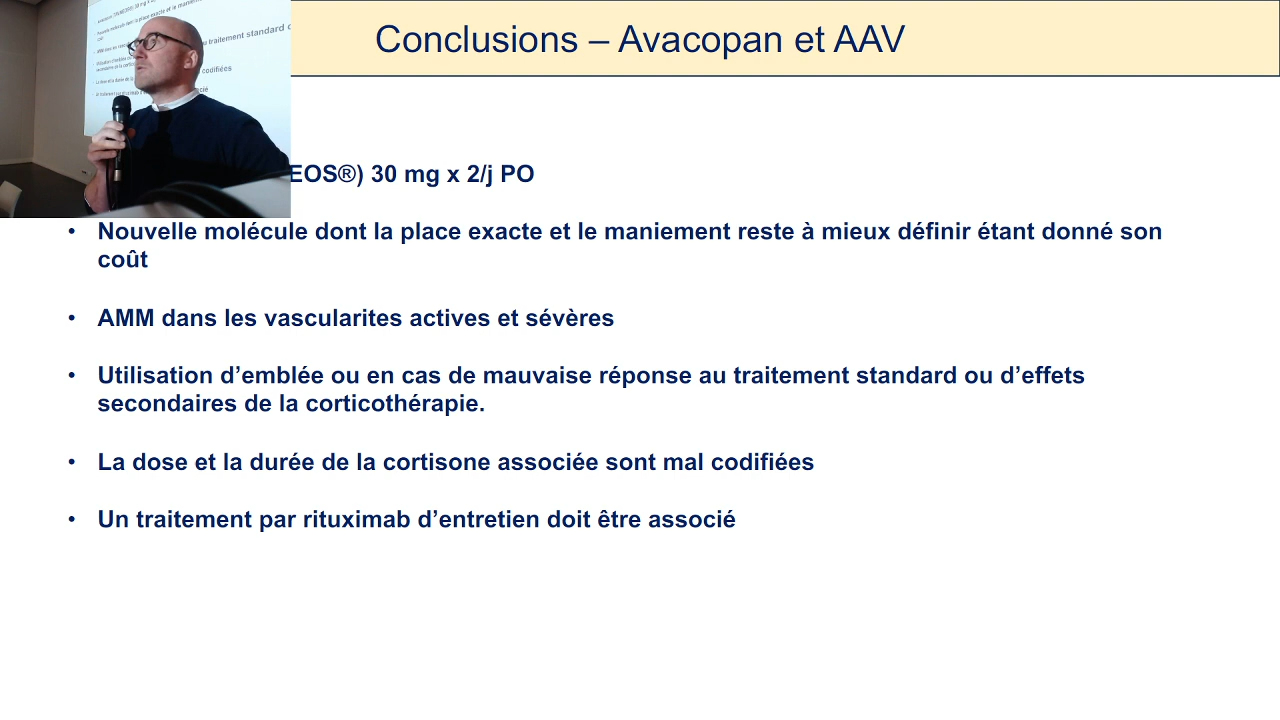 Conclusions – Avacopan et AAV
EOS®) 30 mg x 2/j PO
• Nouvelle molécule dont la place exacte et le maniement reste à mieux définir étant donné son
coût
• AMM dans les vascularites actives et sévères
• Utilisation d’emblée ou en cas de mauvaise réponse au traitement standard ou d’effets
secondaires de la corticothérapie.
• La dose et la durée de la cortisone associée sont mal codifiées
• Un traitement par rituximab d’entretien doit être associé